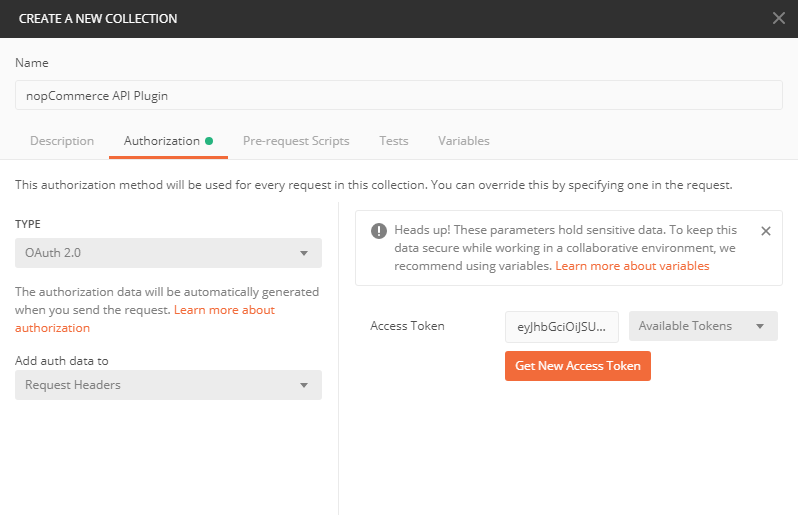 CREATE A NEW COLLECTION
Name
nopCommerce API Plugin
Description Authorization Pre-request Scripts Tests Variables
This authorization method will be used for every request in this collection. You can override this by specifying one in the request.
TYPE
OAuth 2.0
The authorization data will be automatically generated
when you send the request. Learn more about
authorization
Add auth data to
Request Headers
Heads up! These parameters hold sensitive data. To keep this
data secure while working in a collaborative environment, we
recommend using variables. Learn more about variables
Access Token
eyJhbGciOiJSU...
Available Tokens
Get New Access Token